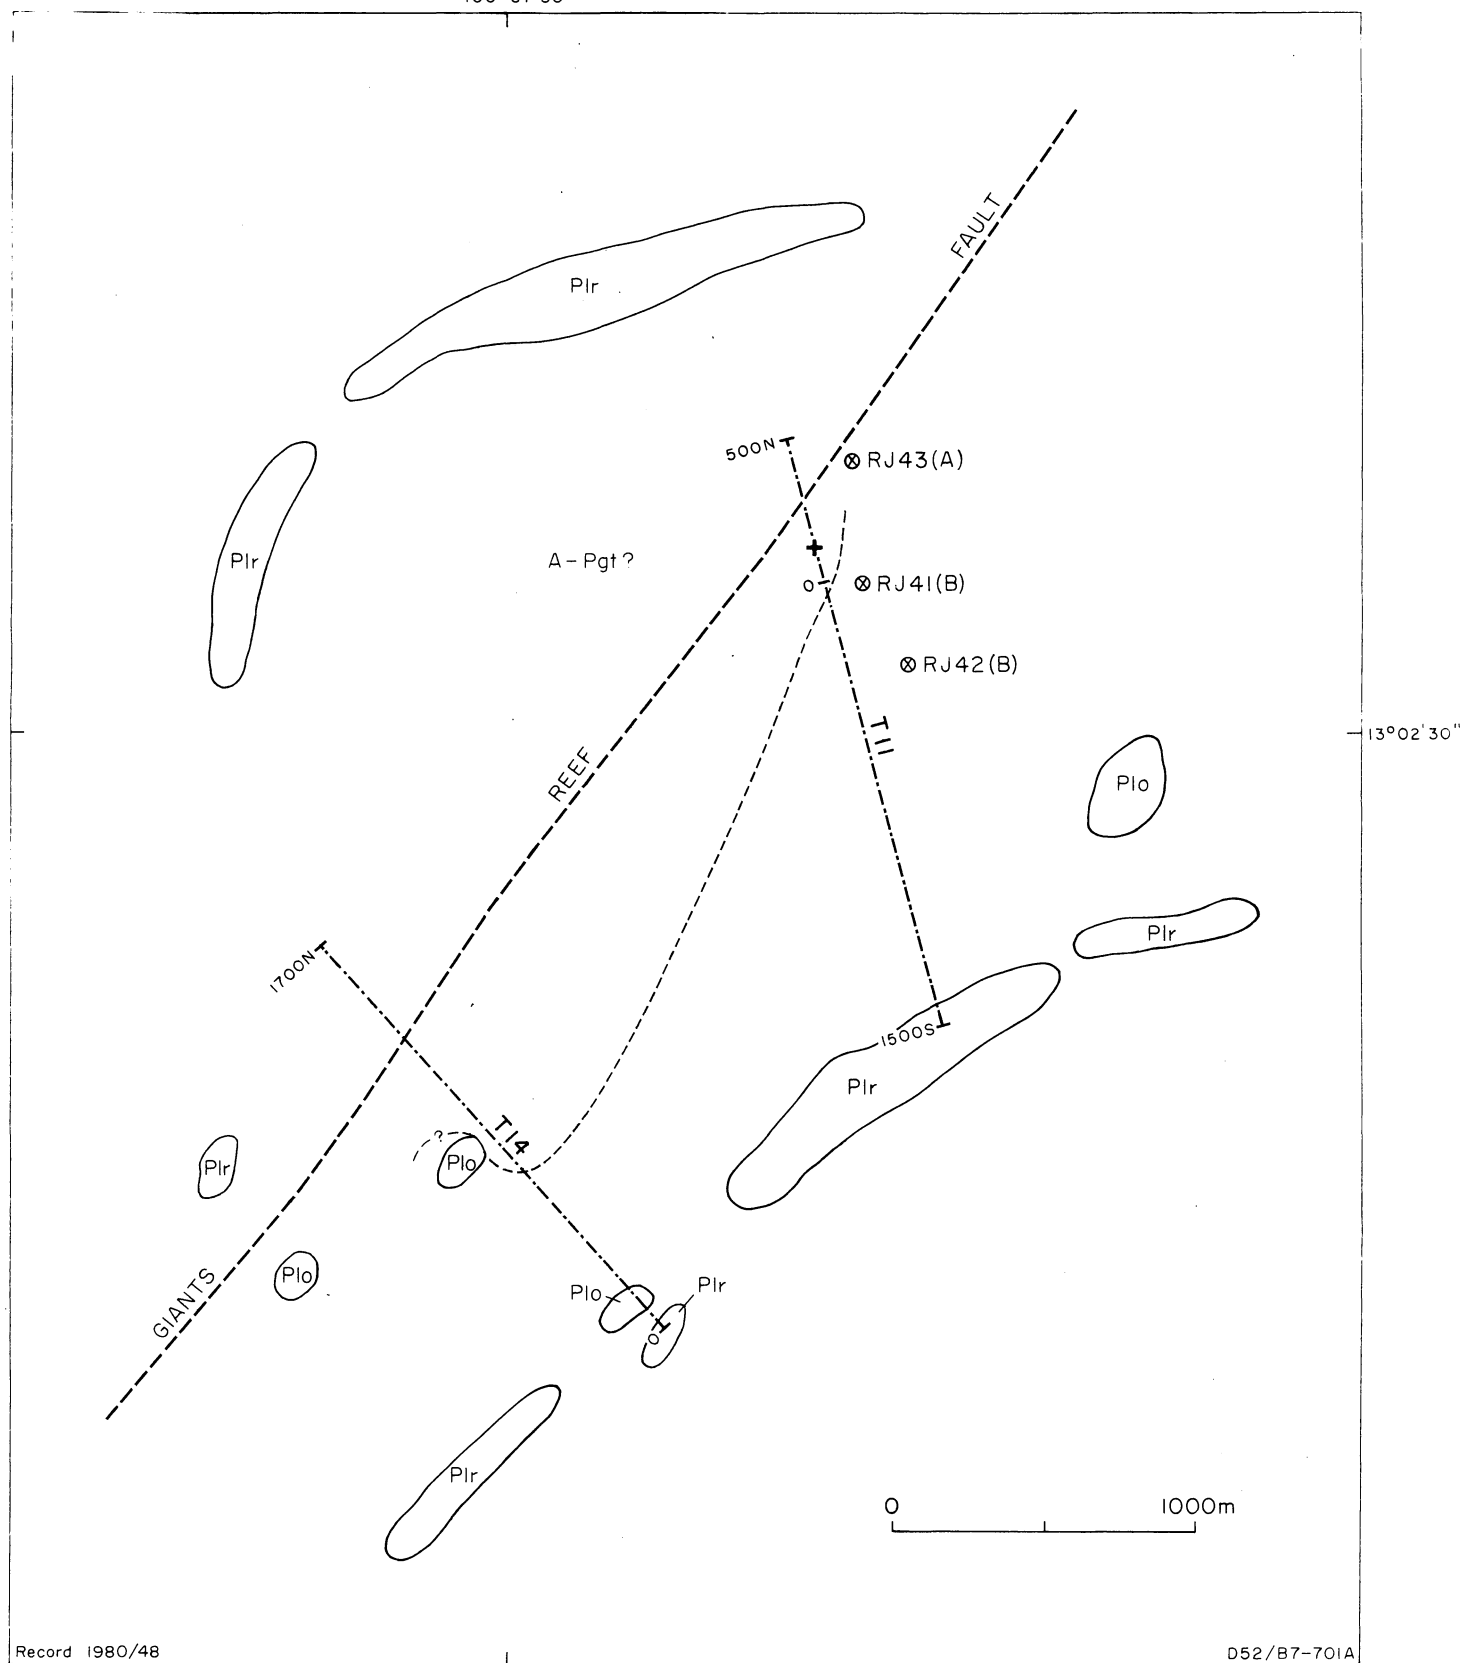 FAULT
Plr
500N
RJ43(A)
Plr
A-Pgt?
0
RJ41(B)
RJ42(B)
T11
13°02'30"
REEF
Plo
Plr
1700N
1500S
Plr
T14
?
Plo
Plr
Plo
GIANTS
Plo
Plr
0
Plr
0 1000m
Record 1980/48
D52/B7-701A